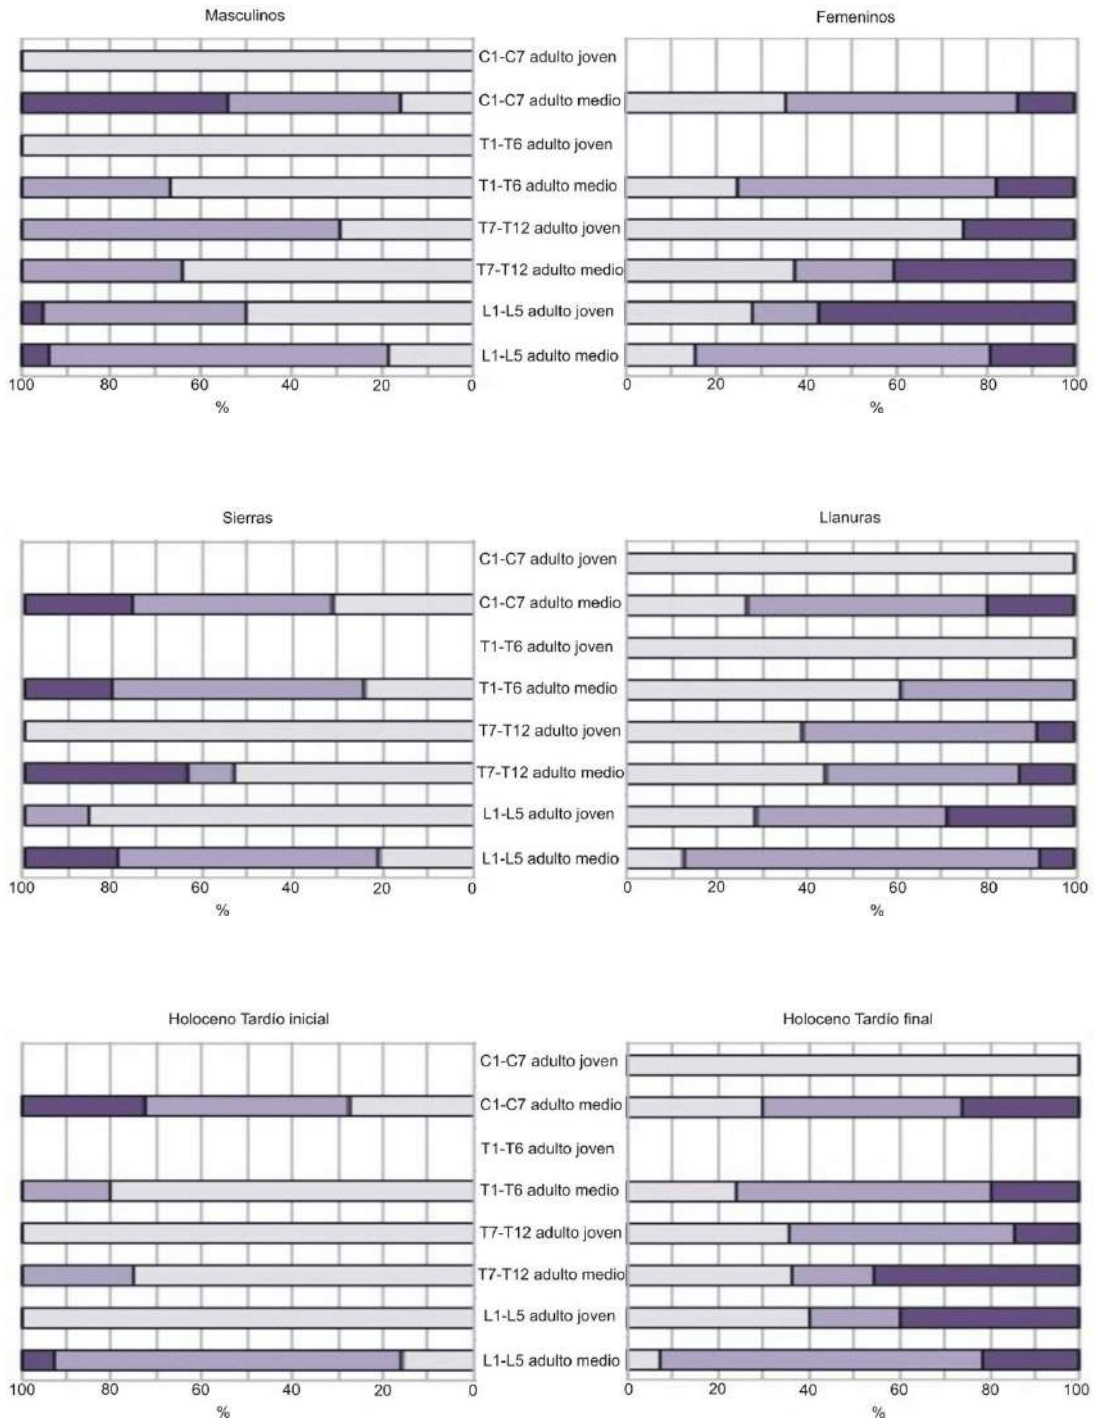 Masculinos Femeninos
C1-C7 adulto joven
C1-C7 adulto medio
T1-T6 adulto joven
T1-T6 adulto medio
T7-T12 adulto joven
T7-T12 adulto medio
L1-L5 adulto joven
L1-L5 adulto medio
100 80 60 40 20 0 0 20 40 60 80 100
% %
Sierras Llanuras
C1-C7 adulto joven
C1-C7 adulto medio
T1-T6 adulto joven
T1-T6 adulto medio
T7-T12 adulto joven
T7-T12 adulto medio
L1-L5 adulto joven
L1-L5 adulto medio
100 80 60 40 20 0 0 20 40 60 80 100
% %
Holoceno Tardío inicial Holoceno Tardío final
C1-C7 adulto joven
C1-C7 adulto medio
T1-T6 adulto joven
T1-T6 adulto medio
T7-T12 adulto joven
T7-T12 adulto medio
L1-L5 adulto joven
L1-L5 adulto medio
100 80 60 40 20 0 0 20 40 60 80 100
% %